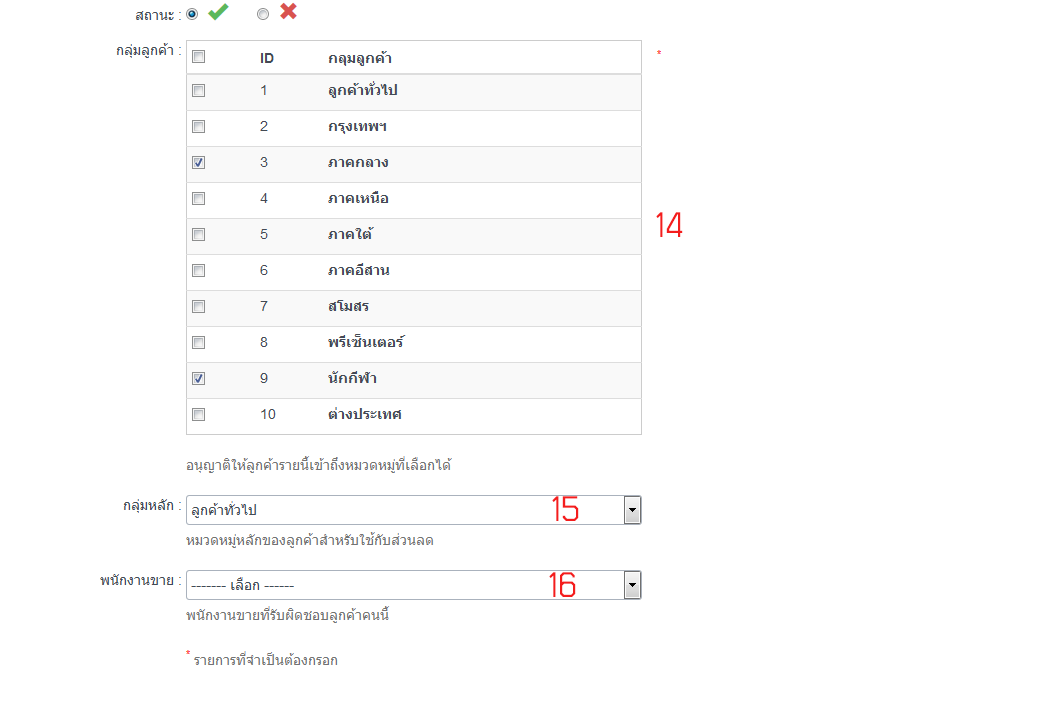 สถานะ :
กลุ่มลูกค้า :
ID กลุ่มลูกค้า *
1 ลูกค้าทั่วไป
2 กรุงเทพฯ
3 ภาคกลาง
4 ภาคเหนือ
14
5 ภาคใต้
6 ภาคอีสาน
7 สโมสร
8 พรีเซ็นเตอร์
9 นักกีฬา
10 ต่างประเทศ
อนุญาติให้ลูกค้ารายนี้เข้าถึงหมวดหมู่ที่เลือกได้
กลุ่มหลัก : ลูกค้าทั่วไป 15
หมวดหมู่หลักของลูกค้าสำหรับใช้กับส่วนลด
พนักงานขาย : ------- เลือก ------ 16
พนักงานขายที่รับผิดชอบลูกค้าคนนี้
* รายการที่จำเป็นต้องกรอก